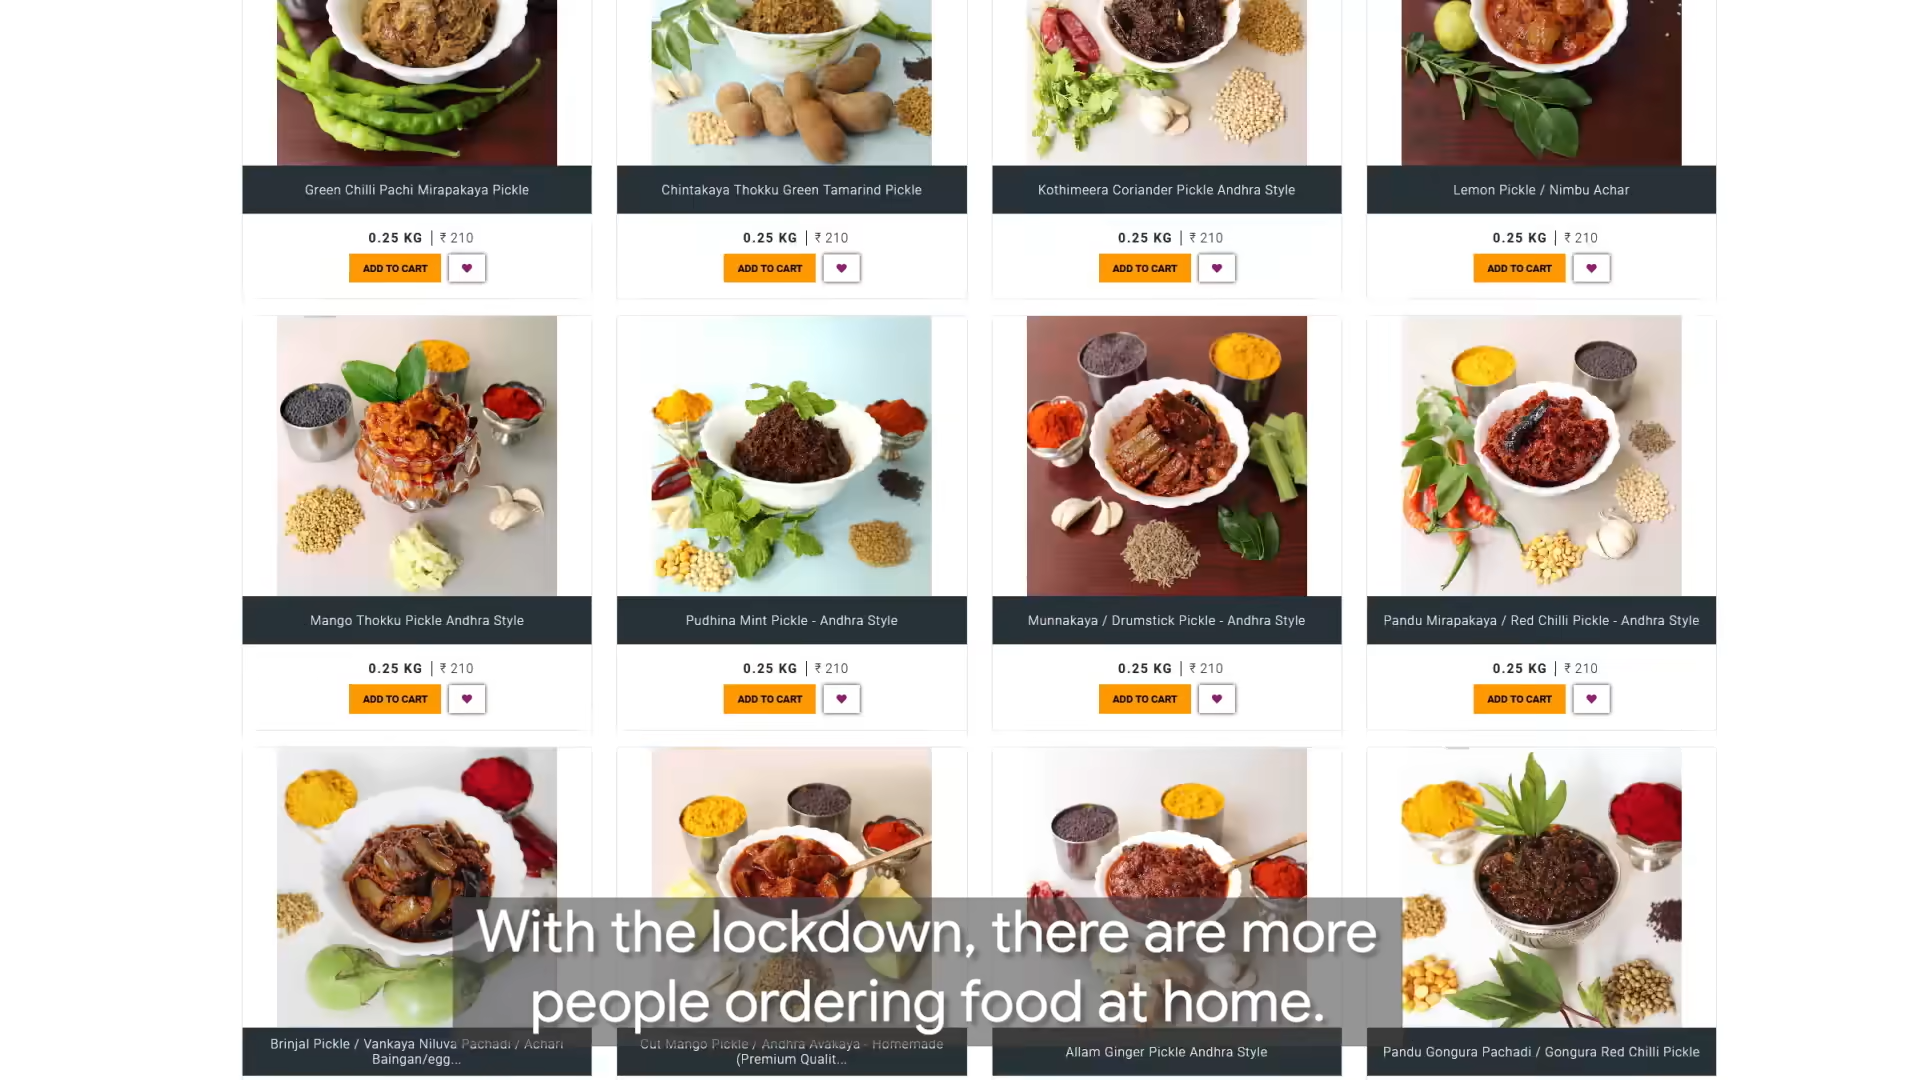 Green Chilli Pachi Mirapakaya Pickle
Chintakaya Thokku Green Tamarind Pickle
Kothimeera Coriander Pickle Andhra Style
Lemon Pickle / Nimbu Achar
0.25 KG | ₹ 210
0.25 KG | ₹ 210
0.25 KG | ₹ 210
0.25 KG | ₹ 210
ADD TO CART
ADD TO CART
ADD TO CART
ADD TO CART
Mango Thokku Pickle Andhra Style
Pudhina Mint Pickle - Andhra Style
Munnakaya / Drumstick Pickle - Andhra Style
Pandu Mirapakaya / Red Chilli Pickle - Andhra Style
0.25 KG | ₹ 210
0.25 KG | ₹ 210
0.25 KG | ₹ 210
0.25 KG | ₹ 210
ADD TO CART
ADD TO CART
ADD TO CART
ADD TO CART
With the lockdown, there are more
people ordering food at home.
Brinjal Pickle / Vankaya Niluva Pachadi / Achari
Baingan/egg...
Cut Mango Pickle / Andhra Avakaya - Homemade
(Premium Qualit...
Allam Ginger Pickle Andhra Style
Pandu Gongura Pachadi / Gongura Red Chilli Pickle